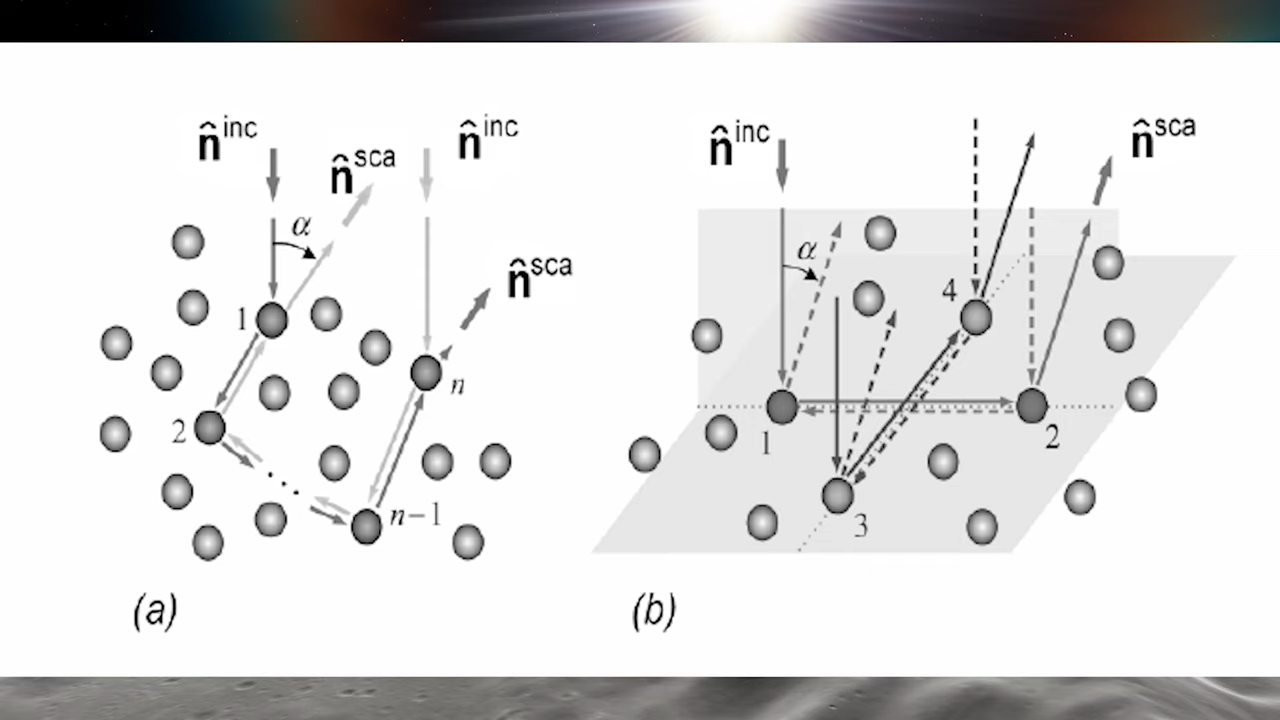 n̂ⁱⁿᶜ
n̂ˢᶜᵃ
n̂ⁱⁿᶜ
α
n̂ˢᶜᵃ
1
n
2
n−1
(a)
n̂ⁱⁿᶜ
n̂ˢᶜᵃ
α
4
1
2
3
(b)